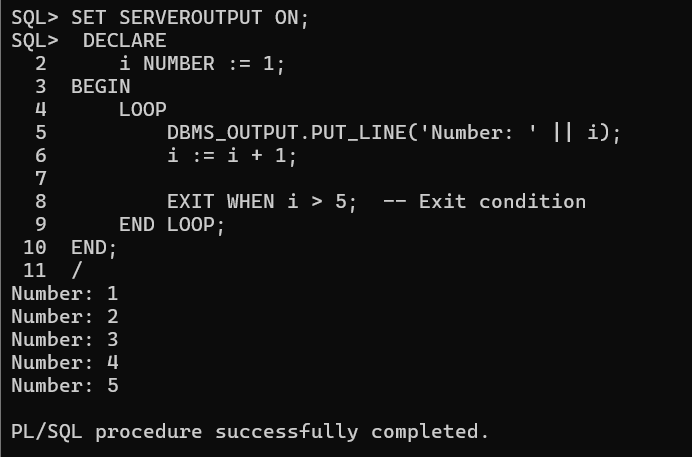 SQL> SET SERVEROUTPUT ON;
SQL>  DECLARE
  2      i NUMBER := 1;
  3  BEGIN
  4      LOOP
  5          DBMS_OUTPUT.PUT_LINE('Number: ' || i);
  6          i := i + 1;
  7
  8          EXIT WHEN i > 5;  -- Exit condition
  9      END LOOP;
 10  END;
 11  /
Number: 1
Number: 2
Number: 3
Number: 4
Number: 5

PL/SQL procedure successfully completed.